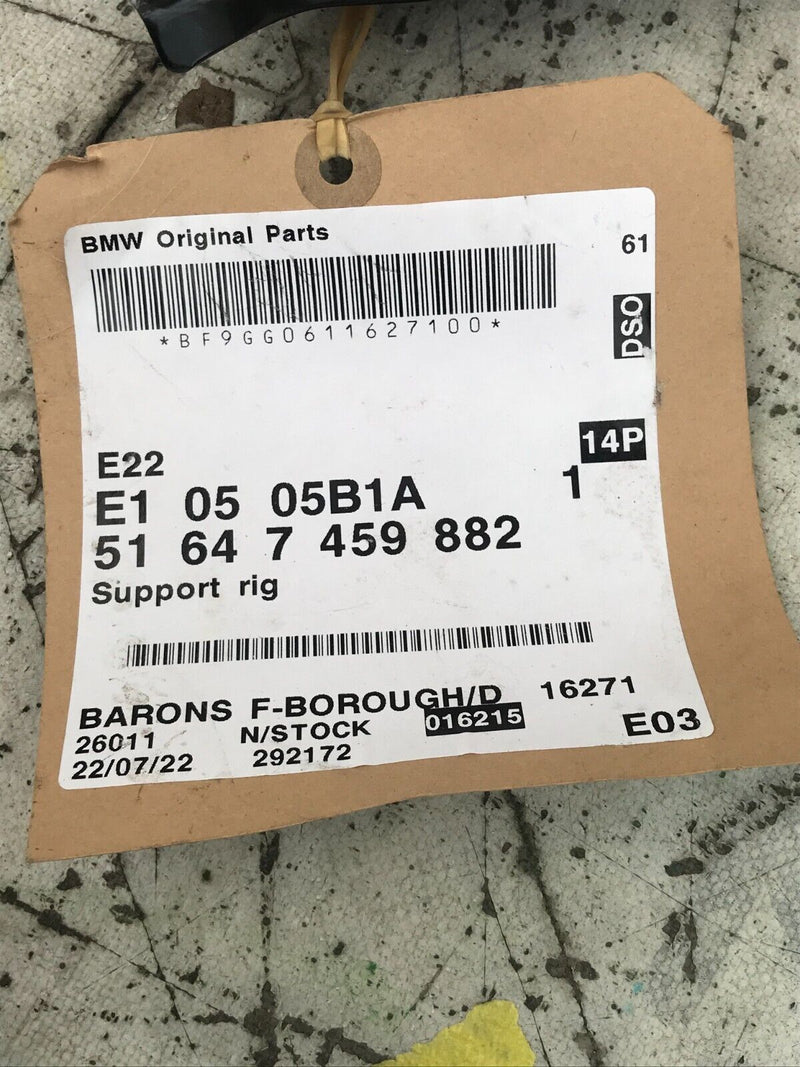 BMW Original Parts
61
*BF9GG0611627100*
DSO
14P
E22
E1 05 05B1A 1
51 64 7 459 882
Support rig
BARONS F-BOROUGH/D 16271
26011 N/STOCK 016215
22/07/22 292172 E03